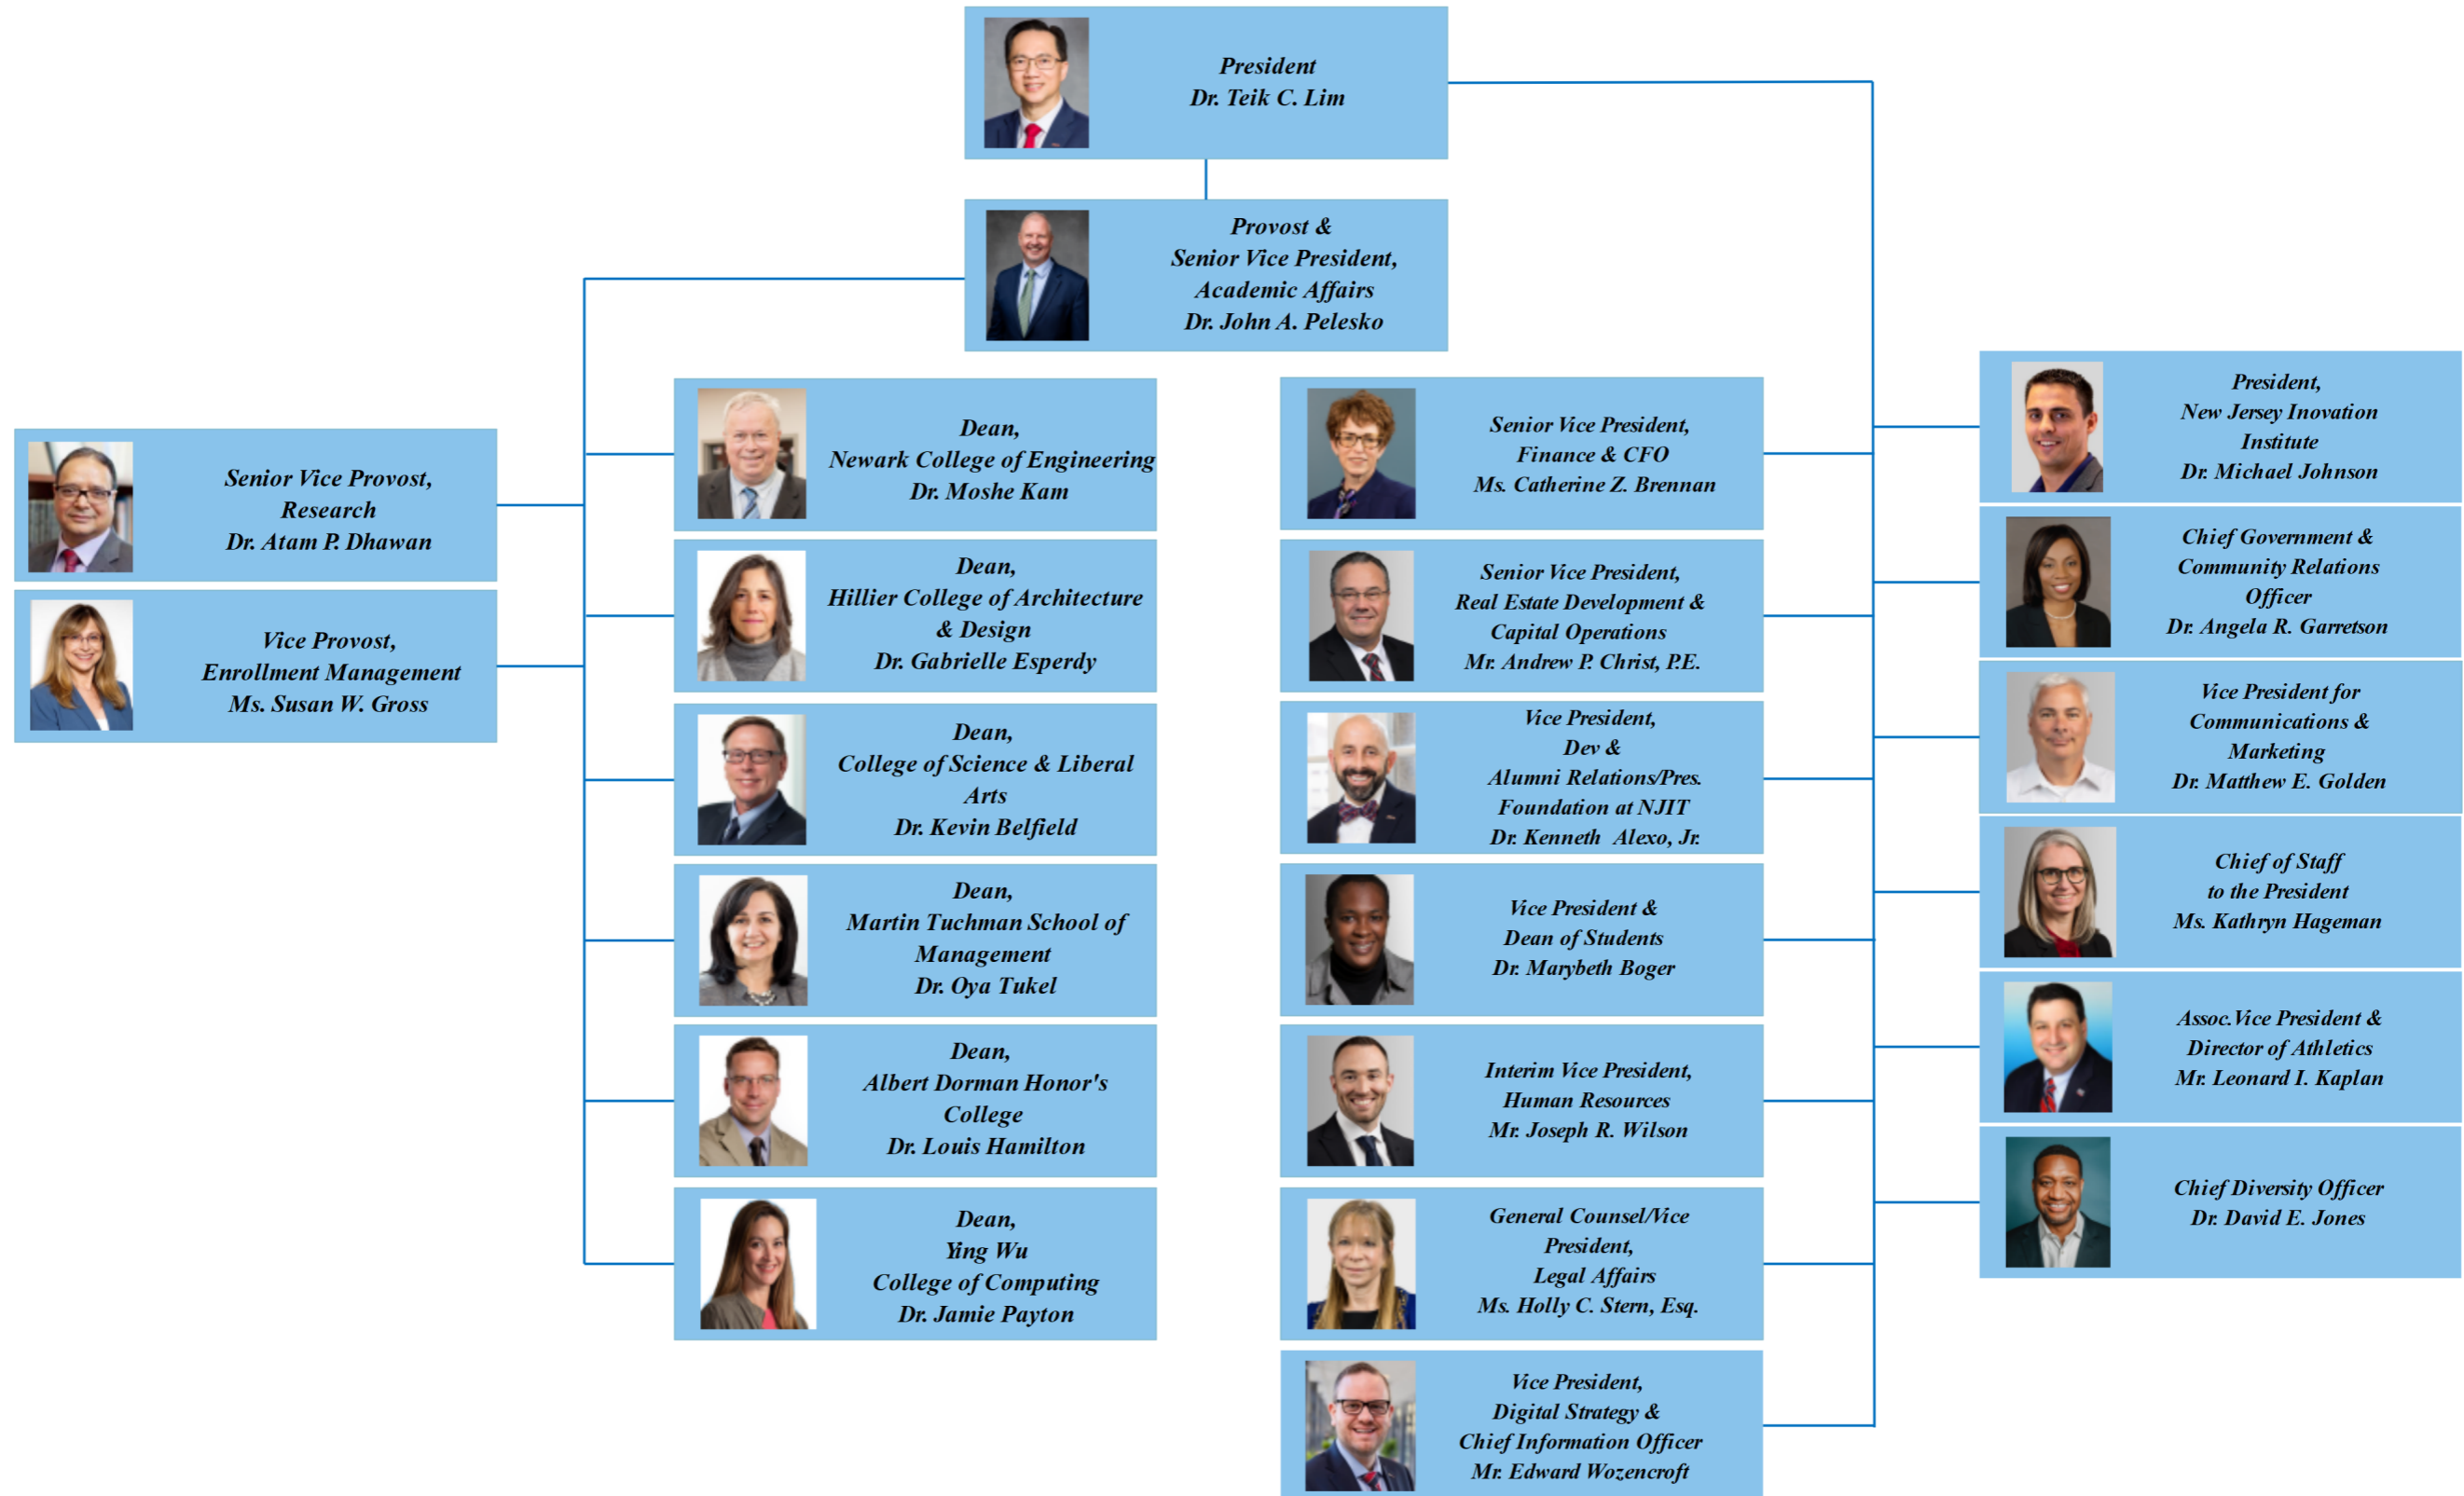 President
Dr. Teik C. Lim
Provost &
Senior Vice President,
Academic Affairs
Dr. John A. Pelesko
Senior Vice Provost,
Research
Dr. Atam P. Dhawan
Vice Provost,
Enrollment Management
Ms. Susan W. Gross
Dean,
Newark College of Engineering
Dr. Moshe Kam
Dean,
Hillier College of Architecture
& Design
Dr. Gabrielle Esperdy
Dean,
College of Science & Liberal
Arts
Dr. Kevin Belfield
Dean,
Martin Tuchman School of
Management
Dr. Oya Tukel
Dean,
Albert Dorman Honor's
College
Dr. Louis Hamilton
Dean,
Ying Wu
College of Computing
Dr. Jamie Payton
Senior Vice President,
Finance & CFO
Ms. Catherine Z. Brennan
Senior Vice President,
Real Estate Development &
Capital Operations
Mr. Andrew P. Christ, P.E.
Vice President,
Dev &
Alumni Relations/Pres.
Foundation at NJIT
Dr. Kenneth Alexo, Jr.
Vice President &
Dean of Students
Dr. Marybeth Boger
Interim Vice President,
Human Resources
Mr. Joseph R. Wilson
General Counsel/Vice
President,
Legal Affairs
Ms. Holly C. Stern, Esq.
Vice President,
Digital Strategy &
Chief Information Officer
Mr. Edward Wozencroft
President,
New Jersey Inovation
Institute
Dr. Michael Johnson
Chief Government &
Community Relations
Officer
Dr. Angela R. Garretson
Vice President for
Communications &
Marketing
Dr. Matthew E. Golden
Chief of Staff
to the President
Ms. Kathryn Hageman
Assoc.Vice President &
Director of Athletics
Mr. Leonard I. Kaplan
Chief Diversity Officer
Dr. David E. Jones